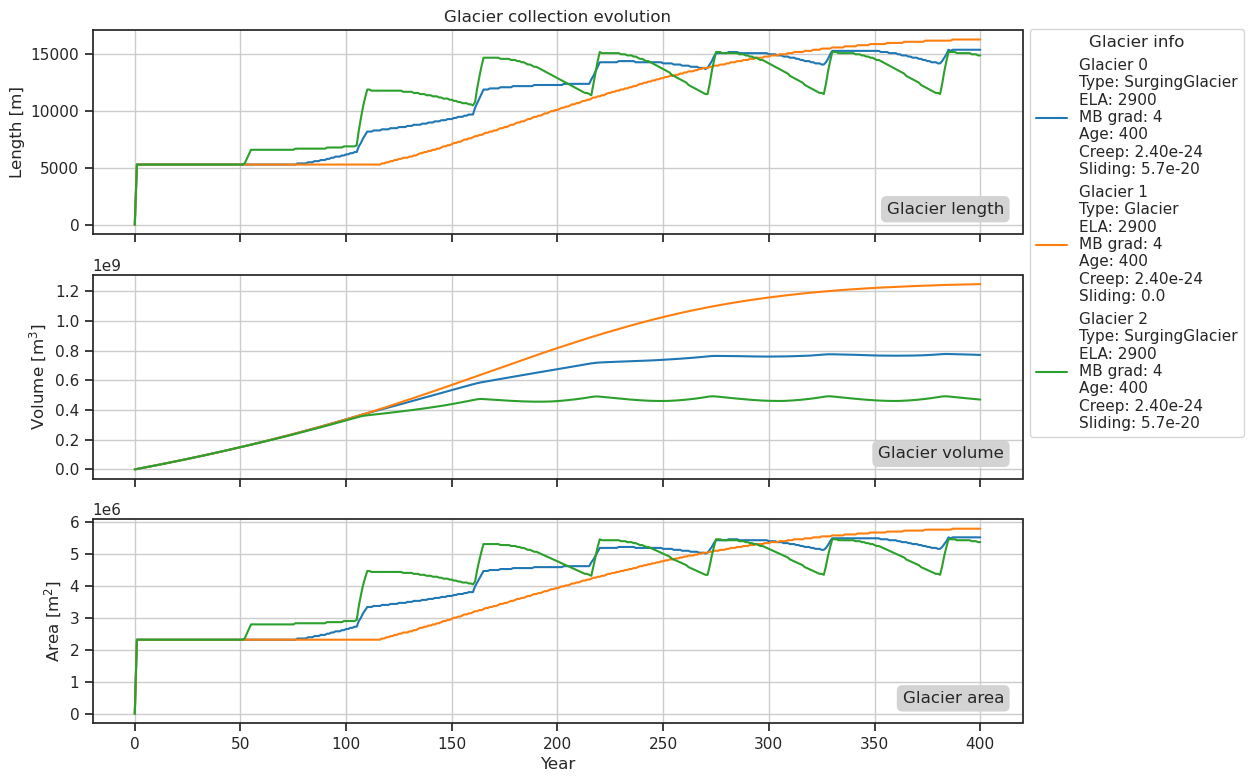 Glacier collection evolution
Length [m]
15000
10000
5000
0
Glacier length
1e9
Volume [m³]
1.2
1.0
0.8
0.6
0.4
0.2
0.0
Glacier volume
1e6
Area [m²]
6
5
4
3
2
1
0
Glacier area
0 50 100 150 200 250 300 350 400
Year
Glacier info
Glacier 0
Type: SurgingGlacier
ELA: 2900
MB grad: 4
Age: 400
Creep: 2.40e-24
Sliding: 5.7e-20
Glacier 1
Type: Glacier
ELA: 2900
MB grad: 4
Age: 400
Creep: 2.40e-24
Sliding: 0.0
Glacier 2
Type: SurgingGlacier
ELA: 2900
MB grad: 4
Age: 400
Creep: 2.40e-24
Sliding: 5.7e-20